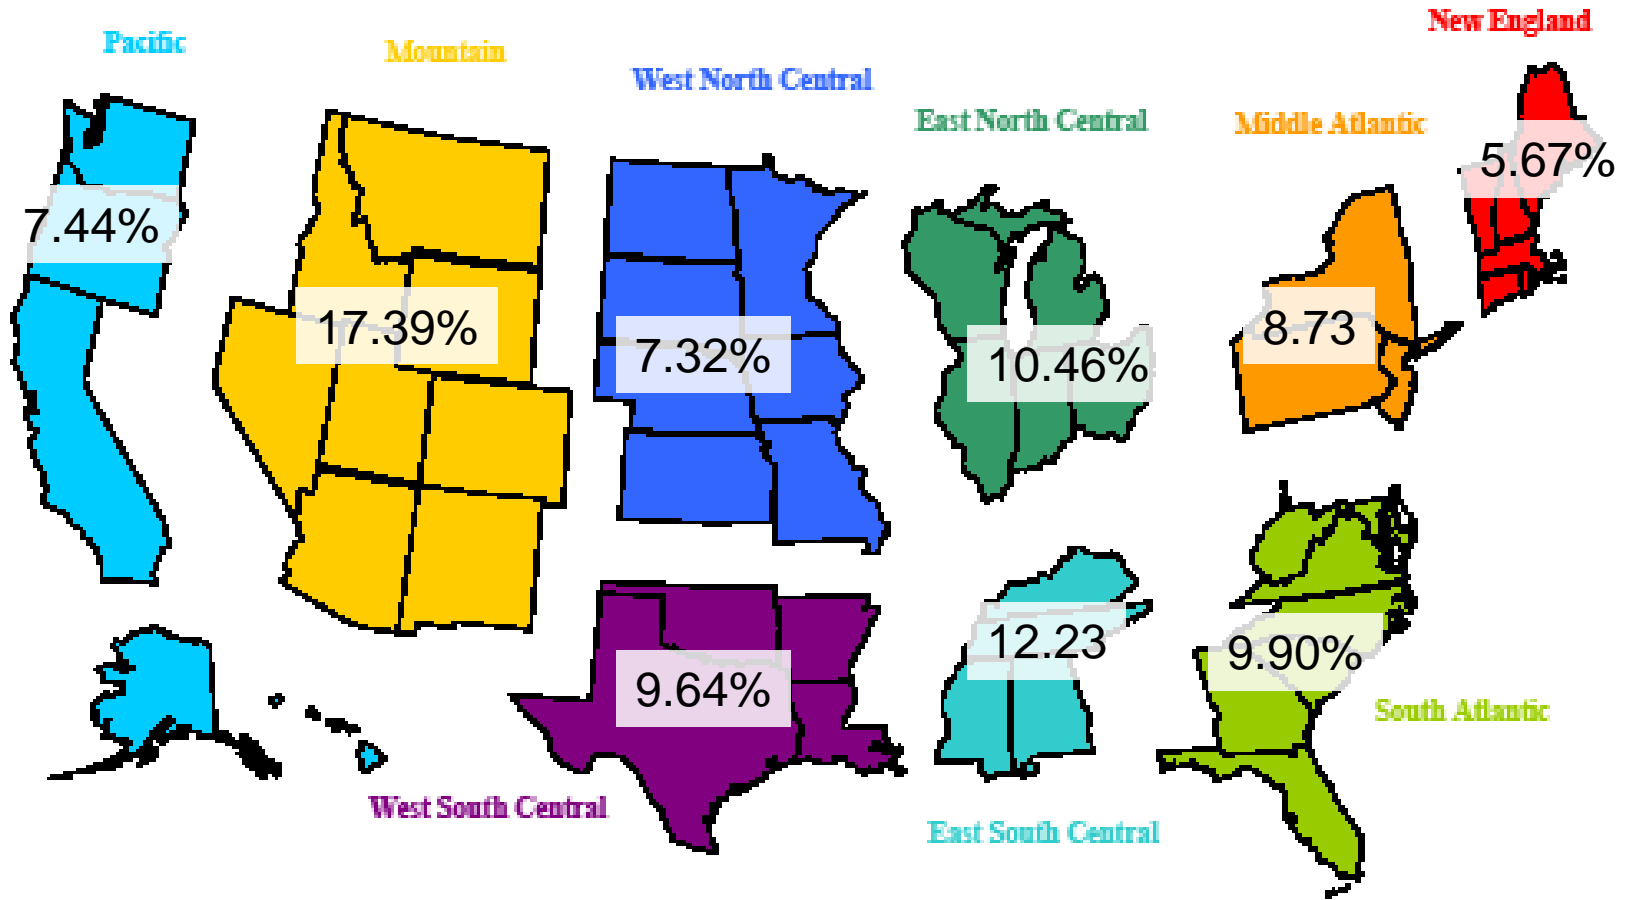 New England
Pacific
Mountain
West North Central
East North Central
Middle Atlantic
. 5.67%
7.44%
17.39%
7.32%
10.46%
8.73
12.23
9.90%
9.64%
South Atlantic
West South Central
East South Central